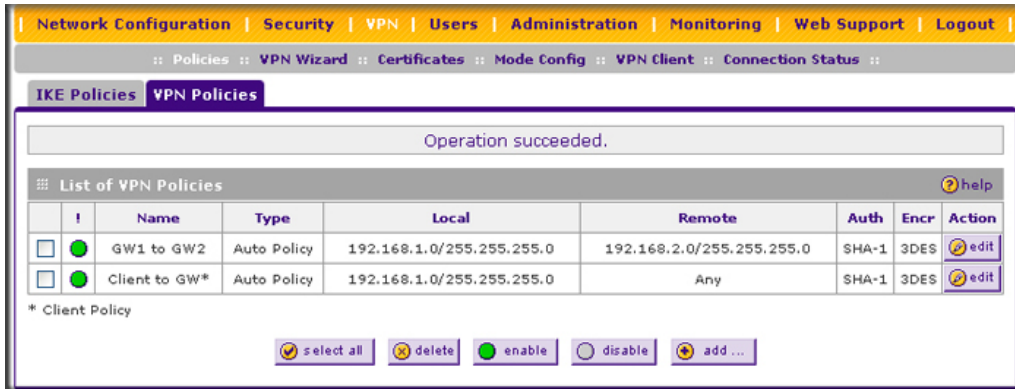 | Network Configuration | Security | VPN | Users | Administration | Monitoring | Web Support | Logout |
:: Policies :: VPN Wizard :: Certificates :: Mode Config :: VPN Client :: Connection Status ::
IKE Policies VPN Policies
Operation succeeded.
List of VPN Policies ? help
! Name Type Local Remote Auth Encr Action
GW1 to GW2 Auto Policy 192.168.1.0/255.255.255.0 192.168.2.0/255.255.255.0 SHA-1 3DES edit
Client to GW* Auto Policy 192.168.1.0/255.255.255.0 Any SHA-1 3DES edit
* Client Policy
select all delete enable disable add ...